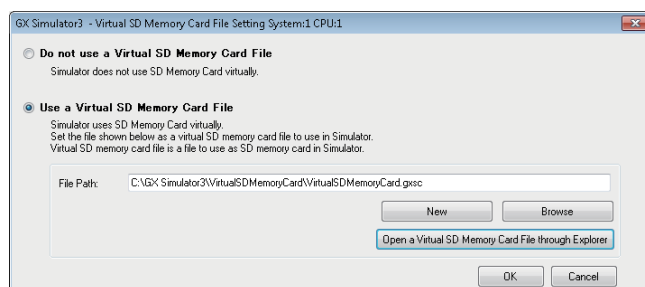 GX Simulator3 - Virtual SD Memory Card File Setting System:1 CPU:1
Do not use a Virtual SD Memory Card File
Simulator does not use SD Memory Card virtually.
Use a Virtual SD Memory Card File
Simulator uses SD Memory Card virtually.
Set the file shown below as a virtual SD memory card file to use in Simulator.
Virtual SD memory card file is a file to use as SD memory card in Simulator.
File Path: C:\GX Simulator3\VirtualSDMemoryCard\VirtualSDMemoryCard.gxsc
New Browse
Open a Virtual SD Memory Card File through Explorer
OK Cancel